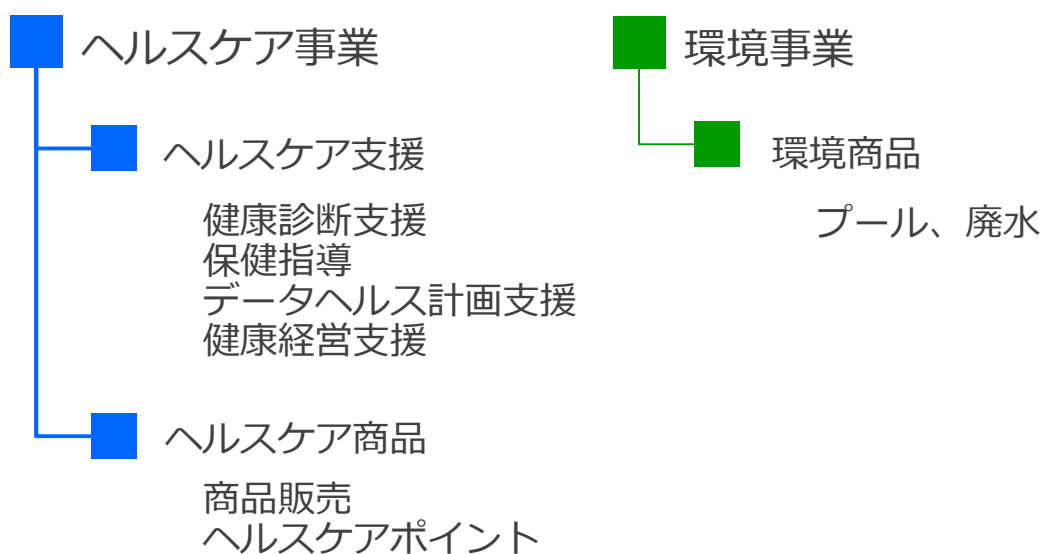 ヘルスケア事業
ヘルスケア支援
健康診断支援
保健指導
データヘルス計画支援
健康経営支援
ヘルスケア商品
商品販売
ヘルスケアポイント
環境事業
環境商品
プール、廃水